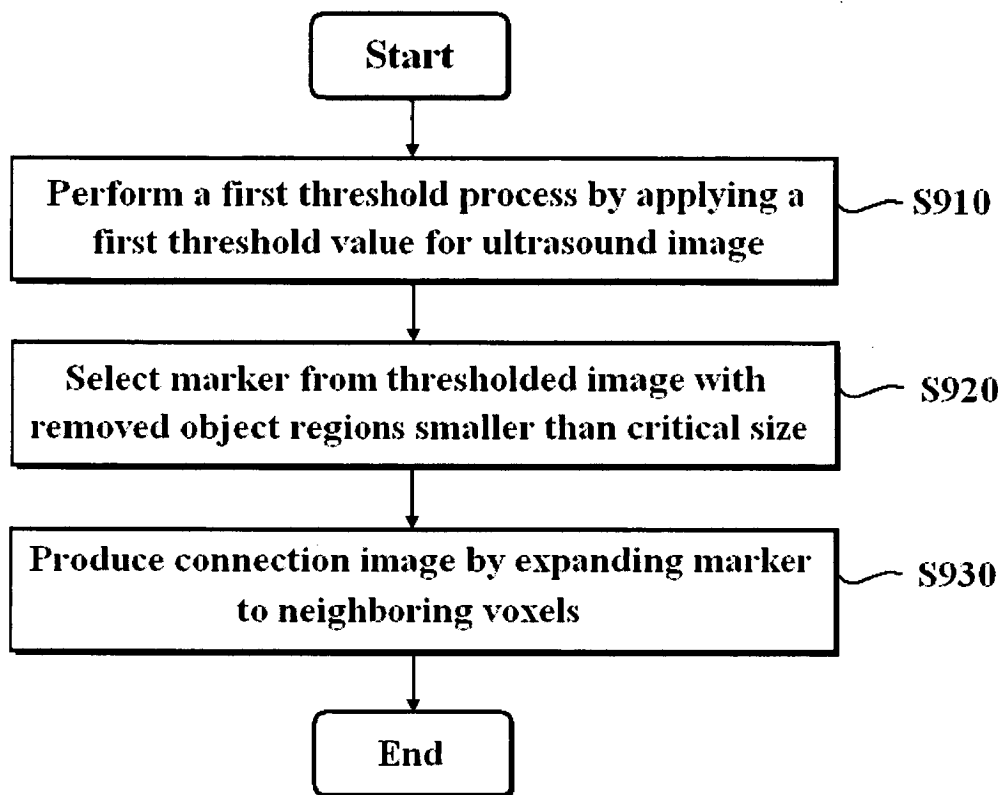 Start
Perform a first threshold process by applying a
first threshold value for ultrasound image
S910
Select marker from thresholded image with
removed object regions smaller than critical size
S920
Produce connection image by expanding marker
to neighboring voxels
S930
End